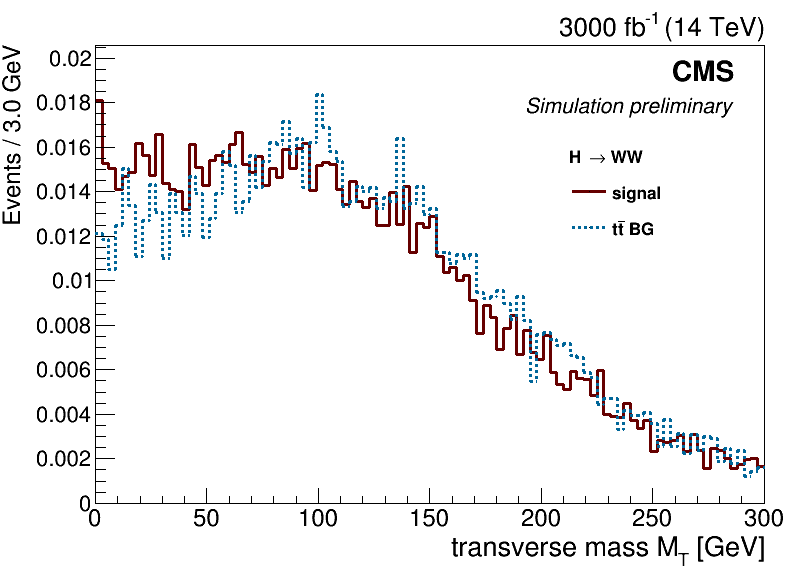 3000 fb-1 (14 TeV)
Events / 3.0 GeV
CMS
Simulation preliminary
H → WW
signal
tt̄ BG
0.02
0.018
0.016
0.014
0.012
0.01
0.008
0.006
0.004
0.002
0
0 50 100 150 200 250 300
transverse mass MT [GeV]